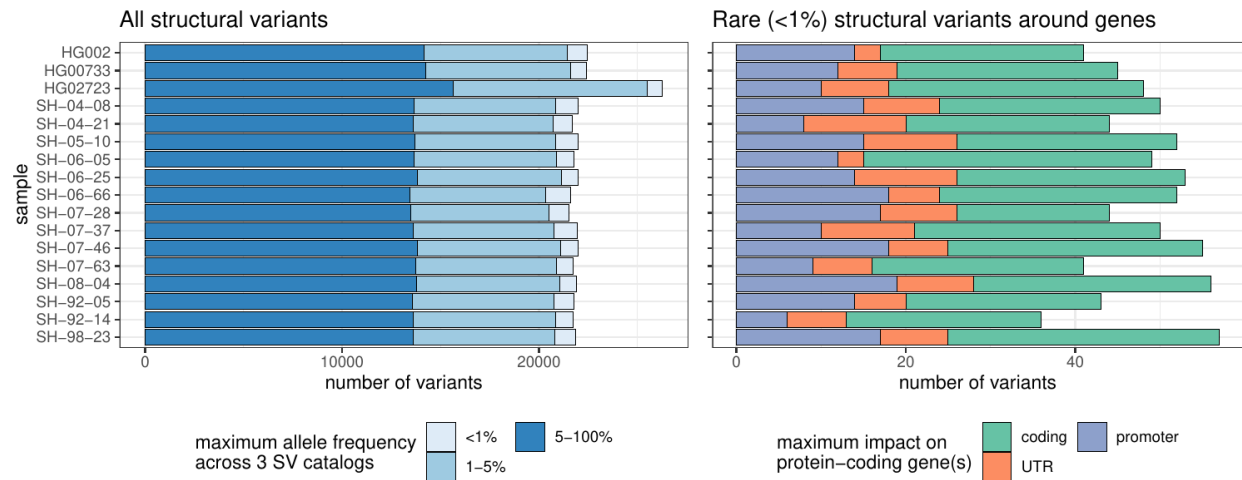 All structural variants
Rare (<1%) structural variants around genes
sample
HG002
HG00733
HG02723
SH−04−08
SH−04−21
SH−05−10
SH−06−05
SH−06−25
SH−06−66
SH−07−28
SH−07−37
SH−07−46
SH−07−63
SH−08−04
SH−92−05
SH−92−14
SH−98−23
0 10000 20000
number of variants
0 20 40
number of variants
maximum allele frequency
across 3 SV catalogs
<1%
1−5%
5−100%
maximum impact on
protein−coding gene(s)
coding
UTR
promoter